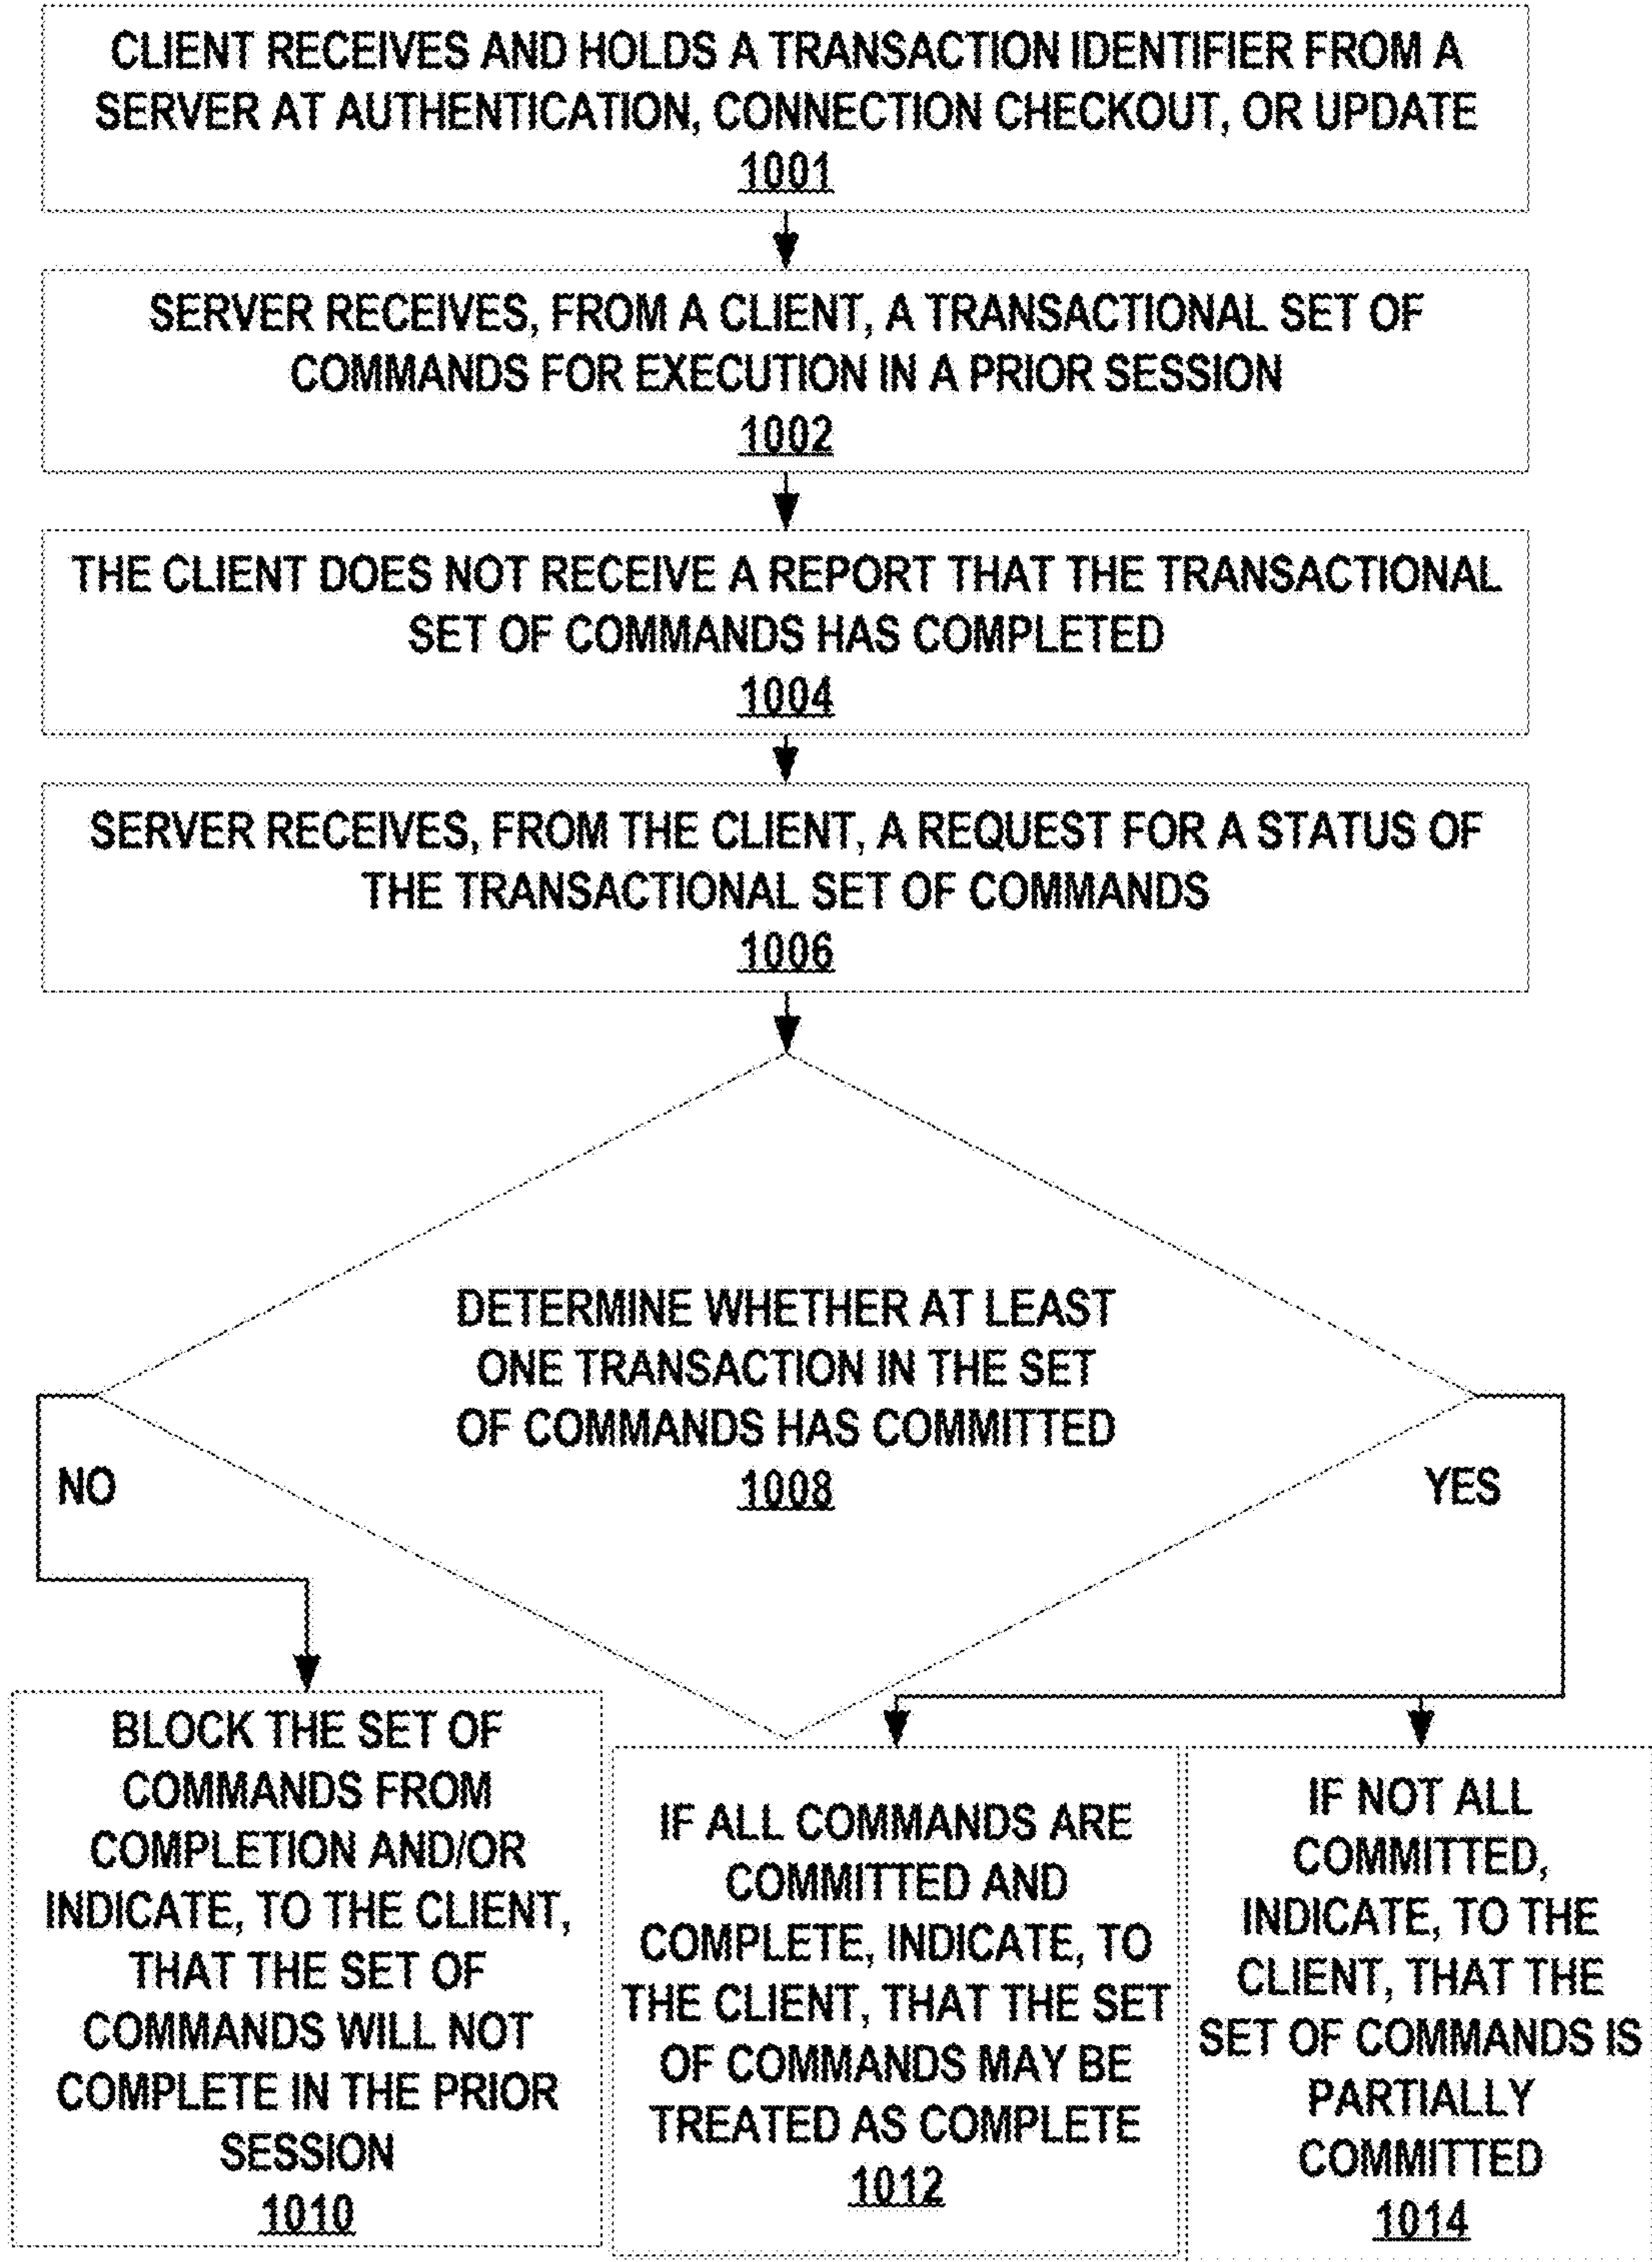 CLIENT RECEIVES AND HOLDS A TRANSACTION IDENTIFIER FROM A
SERVER AT AUTHENTICATION, CONNECTION CHECKOUT, OR UPDATE
1001
SERVER RECEIVES, FROM A CLIENT, A TRANSACTIONAL SET OF
COMMANDS FOR EXECUTION IN A PRIOR SESSION
1002
THE CLIENT DOES NOT RECEIVE A REPORT THAT THE TRANSACTIONAL
SET OF COMMANDS HAS COMPLETED
1004
SERVER RECEIVES, FROM THE CLIENT, A REQUEST FOR A STATUS OF
THE TRANSACTIONAL SET OF COMMANDS
1006
DETERMINE WHETHER AT LEAST
ONE TRANSACTION IN THE SET
OF COMMANDS HAS COMMITTED
1008
NO
YES
BLOCK THE SET OF
COMMANDS FROM
COMPLETION AND/OR
INDICATE, TO THE CLIENT,
THAT THE SET OF
COMMANDS WILL NOT
COMPLETE IN THE PRIOR
SESSION
1010
IF ALL COMMANDS ARE
COMMITTED AND
COMPLETE, INDICATE, TO
THE CLIENT, THAT THE SET
OF COMMANDS MAY BE
TREATED AS COMPLETE
1012
IF NOT ALL
COMMITTED,
INDICATE, TO THE
CLIENT, THAT THE
SET OF COMMANDS IS
PARTIALLY
COMMITTED
1014